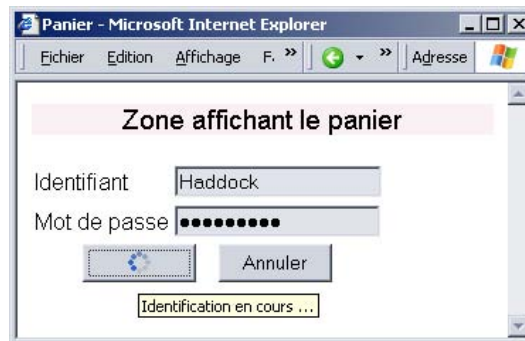 Panier - Microsoft Internet Explorer
Fichier Edition Affichage F. » » Adresse
Zone affichant le panier
Identifiant Haddock
Mot de passe •••••••••
Annuler
Identification en cours ...